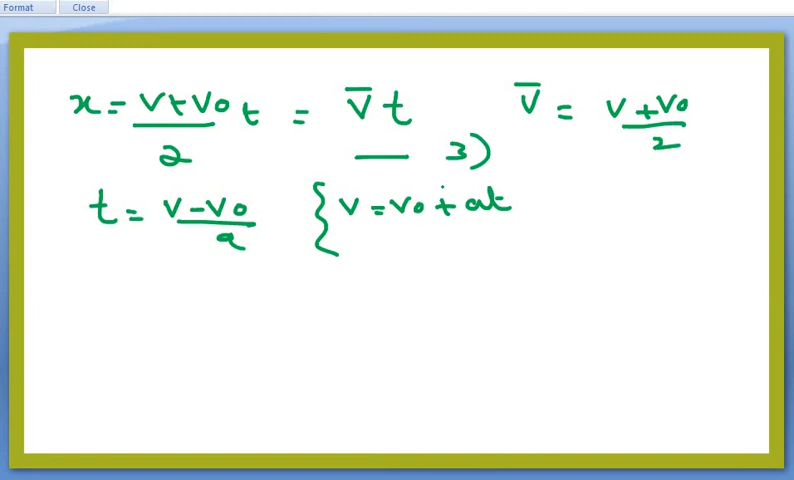 Format Close
x = v+v0/2 t = v̅ t v̅ = v+v0/2
— 3)
t = v-v0/a { v = v0 + at